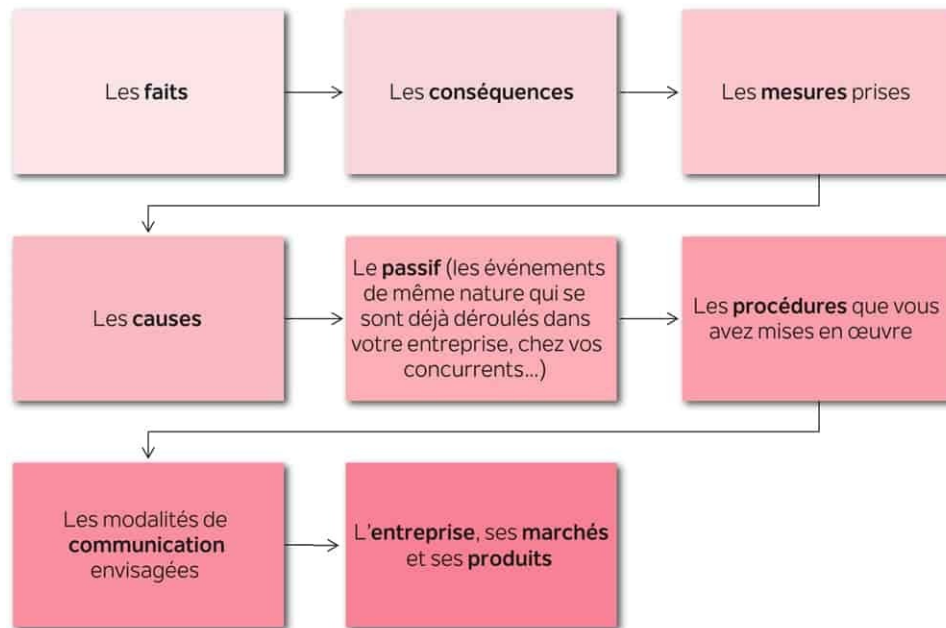 Les faits
Les conséquences
Les mesures prises
Les causes
Le passif (les événements
de même nature qui se
sont déjà déroulés dans
votre entreprise, chez vos
concurrents...)
Les procédures que vous
avez mises en œuvre
Les modalités de
communication
envisagées
L'entreprise, ses marchés
et ses produits